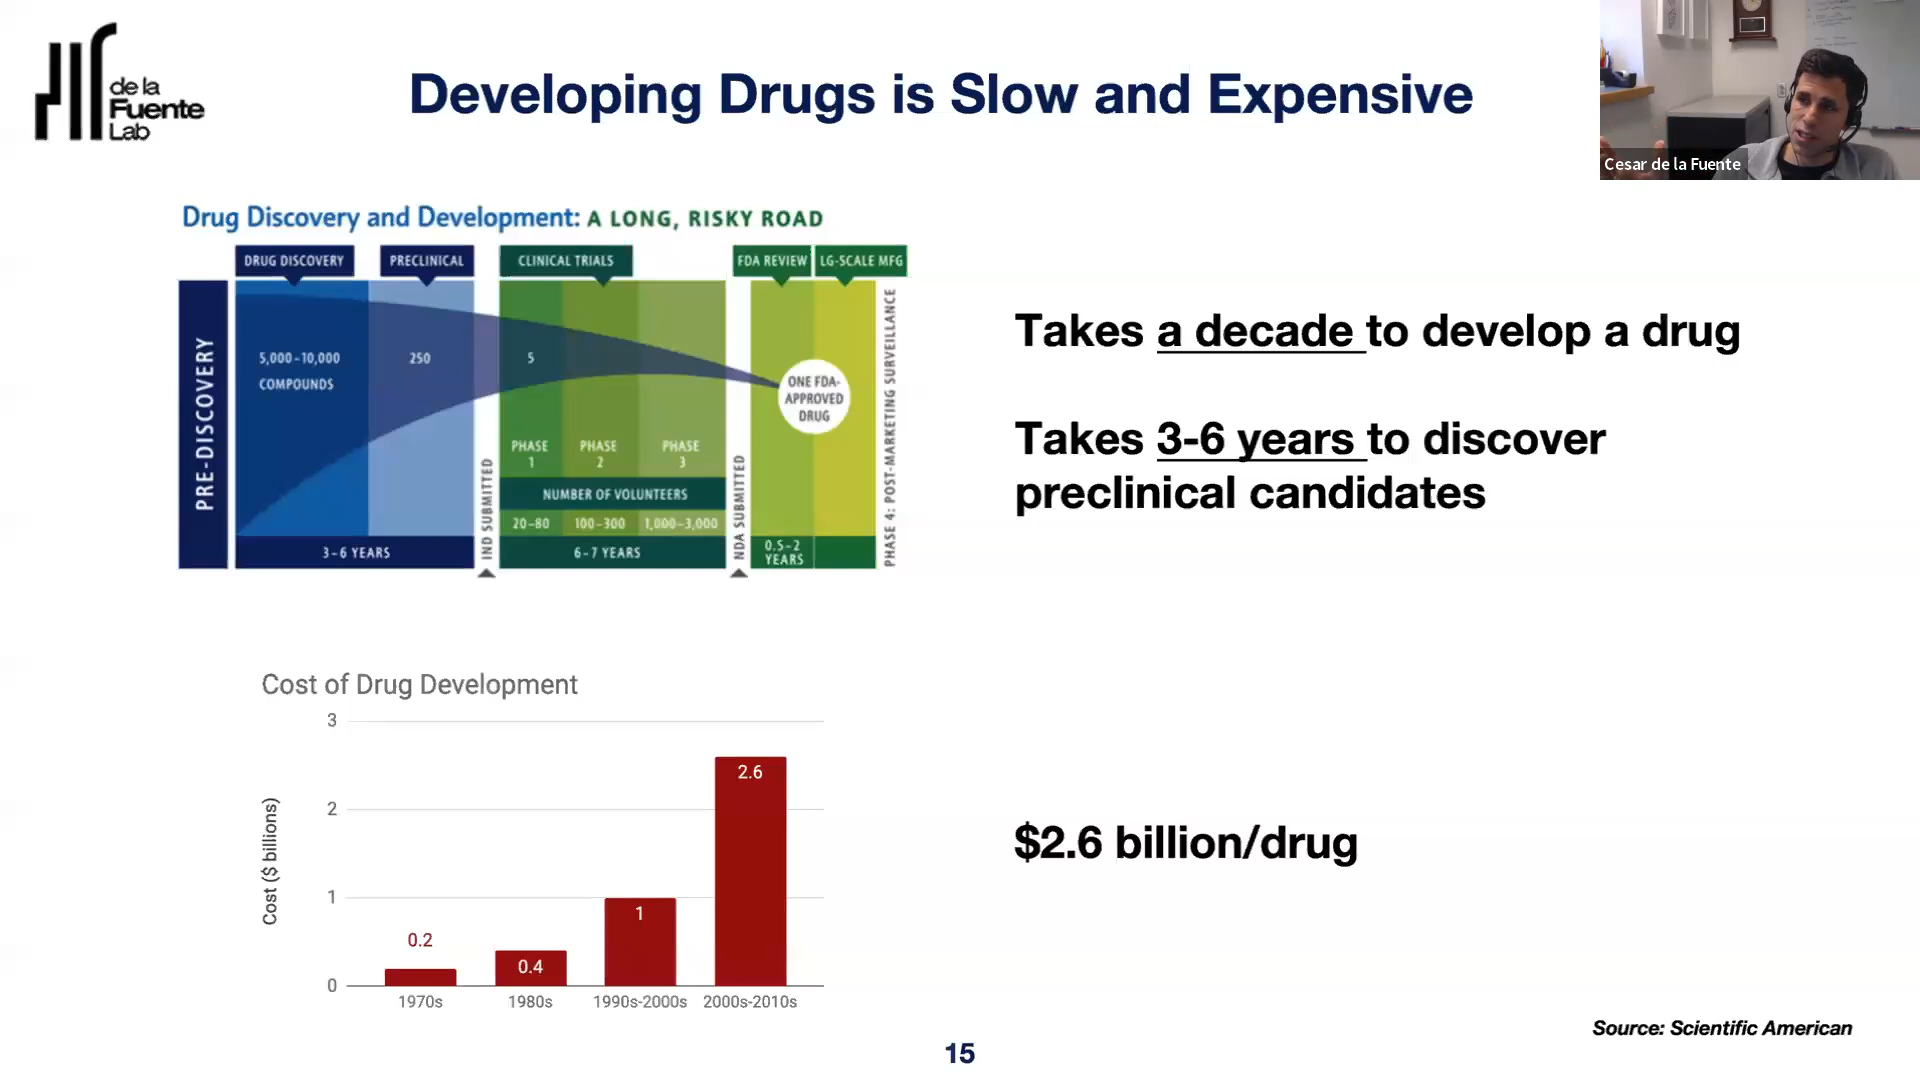 de la
Fuente
Lab
Developing Drugs is Slow and Expensive
Cesar de la Fuente
Drug Discovery and Development: A LONG, RISKY ROAD
DRUG DISCOVERY
PRECLINICAL
CLINICAL TRIALS
FDA REVIEW
LG-SCALE MFG
PRE-DISCOVERY
5,000–10,000
COMPOUNDS
250
5
ONE FDA-
APPROVED
DRUG
PHASE
1
PHASE
2
PHASE
3
NUMBER OF VOLUNTEERS
20–80
100–300
1,000–3,000
3–6 YEARS
IND SUBMITTED
6–7 YEARS
NDA SUBMITTED
0.5–2
YEARS
PHASE 4: POST-MARKETING SURVEILLANCE
Takes a decade to develop a drug
Takes 3-6 years to discover
preclinical candidates
Cost of Drug Development
Cost ($ billions)
3
2
1
0
0.2
0.4
1
2.6
1970s
1980s
1990s-2000s
2000s-2010s
$2.6 billion/drug
Source: Scientific American
15